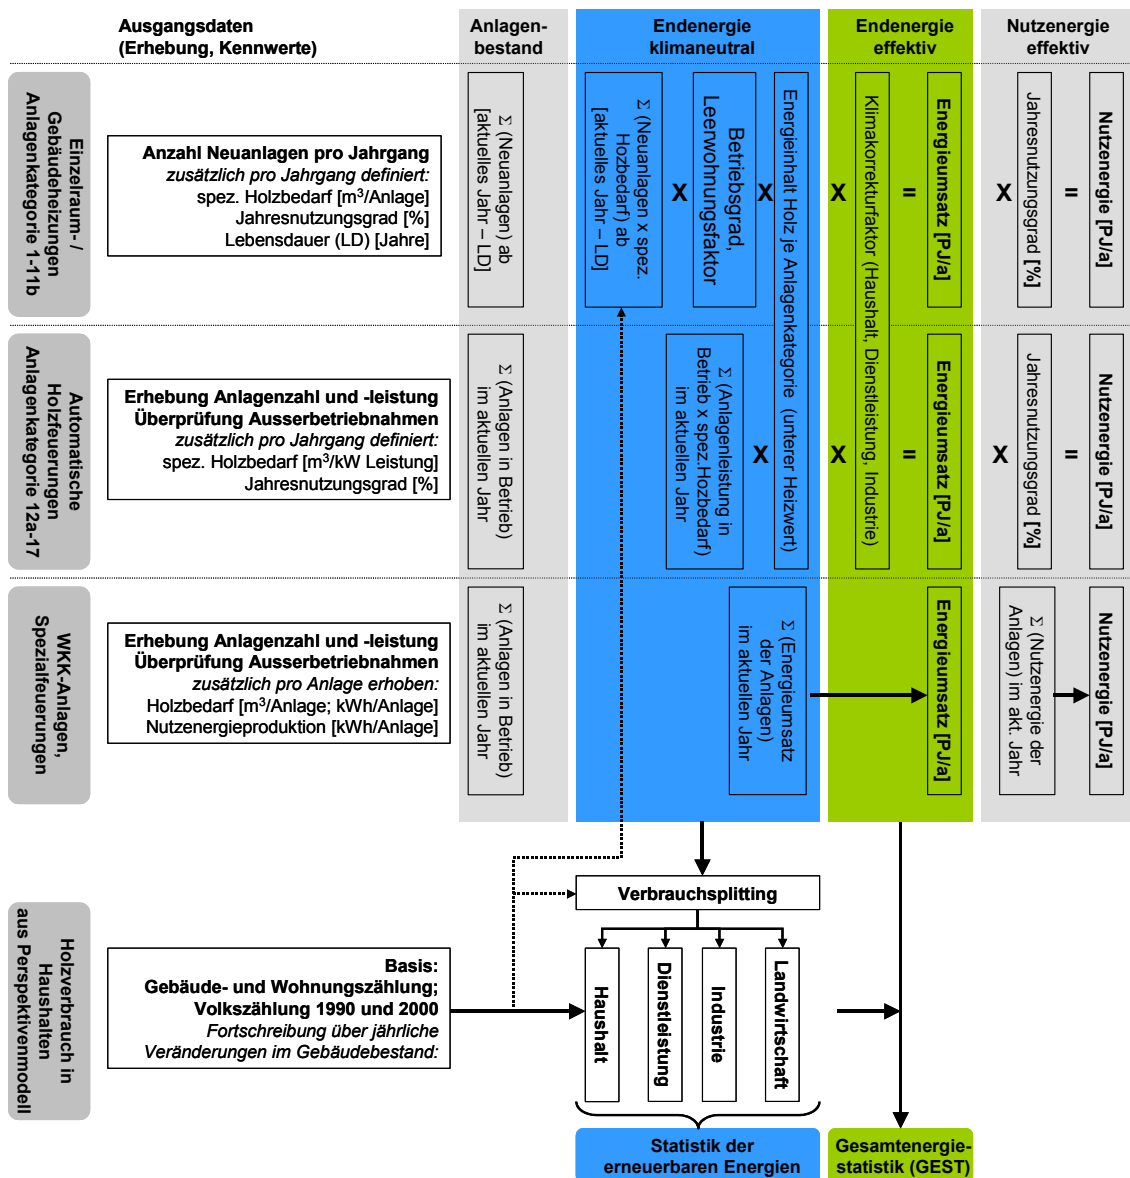 Ausgangsdaten
(Erhebung, Kennwerte)
Anlagen-
bestand
Endenergie
klimaneutral
Endenergie
effektiv
Nutzenergie
effektiv
Einzelraum- /
Gebäudeheizungen
Anlagenkategorie 1-11b
Anzahl Neuanlagen pro Jahrgang
zusätzlich pro Jahrgang definiert:
spez. Holzbedarf [m³/Anlage]
Jahresnutzungsgrad [%]
Lebensdauer (LD) [Jahre]
Σ (Neuanlagen) ab
[aktuelles Jahr – LD]
Σ (Neuanlagen x spez.
Hozbedarf) ab
[aktuelles Jahr – LD]
X
Betriebsgrad,
Leerwohnungsfaktor
X
Energieinhalt Holz je Anlagenkategorie (unterer Heizwert)
X
Klimakorrekturfaktor (Haushalt, Dienstleistung, Industrie)
=
Energieumsatz [PJ/a]
X
Jahresnutzungsgrad [%]
=
Nutzenergie [PJ/a]
Automatische
Holzfeuerungen
Anlagenkategorie 12a-17
Erhebung Anlagenzahl und -leistung
Überprüfung Ausserbetriebnahmen
zusätzlich pro Jahrgang definiert:
spez. Holzbedarf [m³/kW Leistung]
Jahresnutzungsgrad [%]
Σ (Anlagen in Betrieb)
im aktuellen Jahr
Σ (Anlagenleistung in
Betrieb x spez.Hozbedarf)
im aktuellen Jahr
X
X
=
Energieumsatz [PJ/a]
X
Jahresnutzungsgrad [%]
=
Nutzenergie [PJ/a]
WKK-Anlagen,
Spezialfeuerungen
Erhebung Anlagenzahl und -leistung
Überprüfung Ausserbetriebnahmen
zusätzlich pro Anlage erhoben:
Holzbedarf [m³/Anlage; kWh/Anlage]
Nutzenergieproduktion [kWh/Anlage]
Σ (Anlagen in Betrieb)
im aktuellen Jahr
Σ (Energieumsatz
der Anlagen)
im aktuellen Jahr
Energieumsatz [PJ/a]
Σ (Nutzenergie der
Anlagen) im akt. Jahr
Nutzenergie [PJ/a]
Holzverbrauch in
Haushalten
aus Perspektivenmodell
Basis:
Gebäude- und Wohnungszählung;
Volkszählung 1990 und 2000
Fortschreibung über jährliche
Veränderungen im Gebäudebestand:
Verbrauchsplitting
Haushalt
Dienstleistung
Industrie
Landwirtschaft
Statistik der
erneuerbaren Energien
Gesamtenergie-
statistik (GEST)